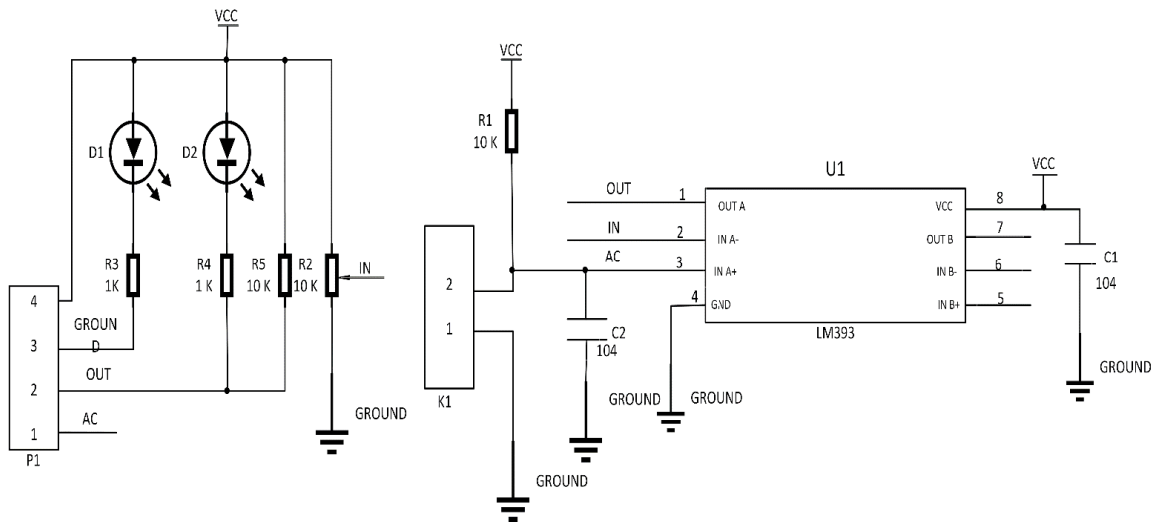 VCC
D1
D2
R3
1K
R4
1 K
R5
10 K
R2
10 K
IN
4
GROUN
D
3
OUT
2
AC
1
P1
GROUND
VCC
R1
10 K
2
1
K1
GROUND
C2
104
GROUND
OUT
IN
AC
1
2
3
4
GROUND
U1
OUT A
IN A-
IN A+
GND
VCC
OUT B
IN B-
IN B+
LM393
8
7
6
5
VCC
C1
104
GROUND